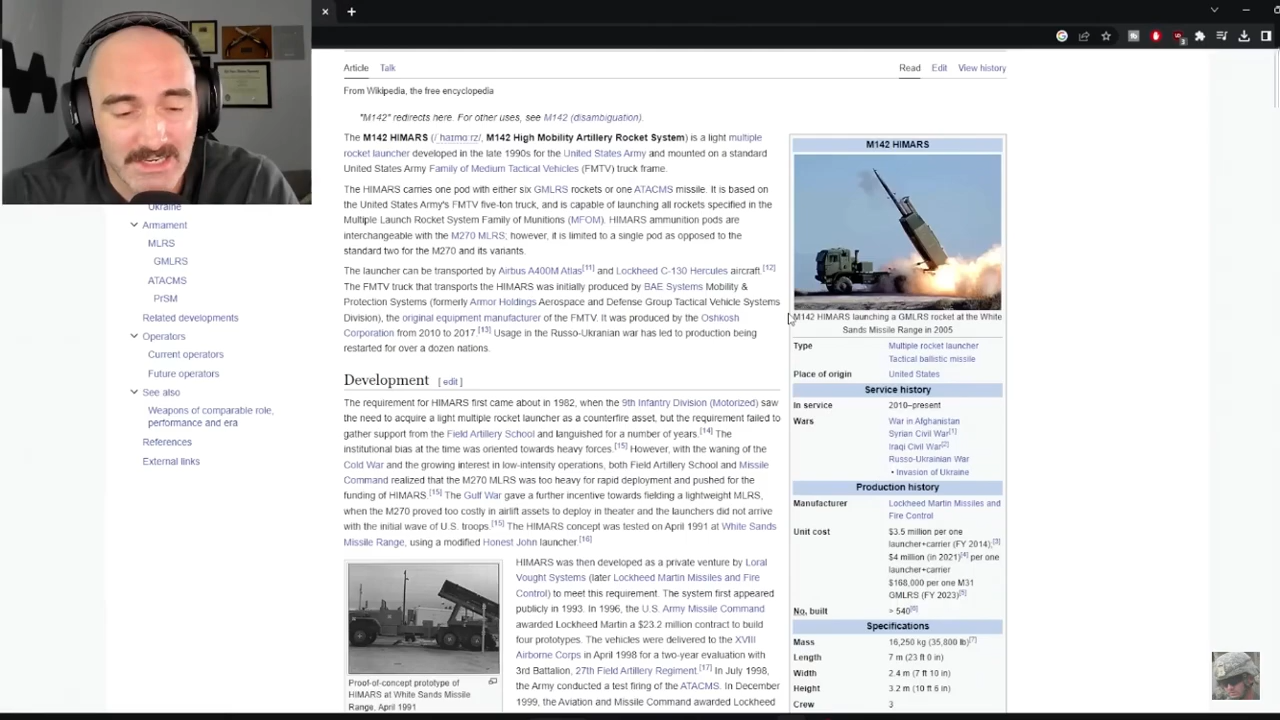 Article Talk
Read Edit View history
From Wikipedia, the free encyclopedia
"M142" redirects here. For other uses, see M142 (disambiguation).
The M142 HIMARS (/ˈhaɪmɑːrz/, M142 High Mobility Artillery Rocket System) is a light multiple
rocket launcher developed in the late 1990s for the United States Army and mounted on a standard
United States Army Family of Medium Tactical Vehicles (FMTV) truck frame.
The HIMARS carries one pod with either six GMLRS rockets or one ATACMS missile. It is based on
the United States Army's FMTV five-ton truck, and is capable of launching all rockets specified in the
Multiple Launch Rocket System Family of Munitions (MFOM). HIMARS ammunition pods are
interchangeable with the M270 MLRS; however, it is limited to a single pod as opposed to the
standard two for the M270 and its variants.
The launcher can be transported by Airbus A400M Atlas[11] and Lockheed C-130 Hercules aircraft.[12]
The FMTV truck that transports the HIMARS was initially produced by BAE Systems Mobility &
Protection Systems (formerly Armor Holdings Aerospace and Defense Group Tactical Vehicle Systems
Division), the original equipment manufacturer of the FMTV. It was produced by the Oshkosh
Corporation from 2010 to 2017.[13] Usage in the Russo-Ukrainian war has led to production being
restarted for over a dozen nations.
Development [ edit ]
The requirement for HIMARS first came about in 1982, when the 9th Infantry Division (Motorized) saw
the need to acquire a light multiple rocket launcher as a counterfire asset, but the requirement failed to
gather support from the Field Artillery School and languished for a number of years.[14] The
institutional bias at the time was oriented towards heavy forces.[15] However, with the waning of the
Cold War and the growing interest in low-intensity operations, both Field Artillery School and Missile
Command realized that the M270 MLRS was too heavy for rapid deployment and pushed for the
funding of HIMARS.[15] The Gulf War gave a further incentive towards fielding a lightweight MLRS,
when the M270 proved too costly in airlift assets to deploy in theater and the launchers did not arrive
with the initial wave of U.S. troops.[15] The HIMARS concept was tested on April 1991 at White Sands
Missile Range, using a modified Honest John launcher.[16]
HIMARS was then developed as a private venture by Loral
Vought Systems (later Lockheed Martin Missiles and Fire
Control) to meet this requirement. The system first appeared
publicly in 1993. In 1996, the U.S. Army Missile Command
awarded Lockheed Martin a $23.2 million contract to build
four prototypes. The vehicles were delivered to the XVIII
Airborne Corps in April 1998 for a two-year evaluation with
3rd Battalion, 27th Field Artillery Regiment.[17] In July 1998,
the Army conducted a test firing of the ATACMS. In December
1999, the Aviation and Missile Command awarded Lockheed
Proof-of-concept prototype of
HIMARS at White Sands Missile
Range, April 1991
Ukraine
Armament
MLRS
GMLRS
ATACMS
PrSM
Related developments
Operators
Current operators
Future operators
See also
Weapons of comparable role,
performance and era
References
External links
M142 HIMARS
M142 HIMARS launching a GMLRS rocket at the White
Sands Missile Range in 2005
Type Multiple rocket launcher
Tactical ballistic missile
Place of origin United States
Service history
In service 2010–present
Wars War in Afghanistan
Syrian Civil War[1]
Iraqi Civil War[2]
Russo-Ukrainian War
• Invasion of Ukraine
Production history
Manufacturer Lockheed Martin Missiles and
Fire Control
Unit cost $3.5 million per one
launcher+carrier (FY 2014);[3]
$4 million (in 2021)[4] per one
launcher+carrier
$168,000 per one M31
GMLRS (FY 2023)[5]
No. built > 540[6]
Specifications
Mass 16,250 kg (35,800 lb)[7]
Length 7 m (23 ft 0 in)
Width 2.4 m (7 ft 10 in)
Height 3.2 m (10 ft 6 in)
Crew 3